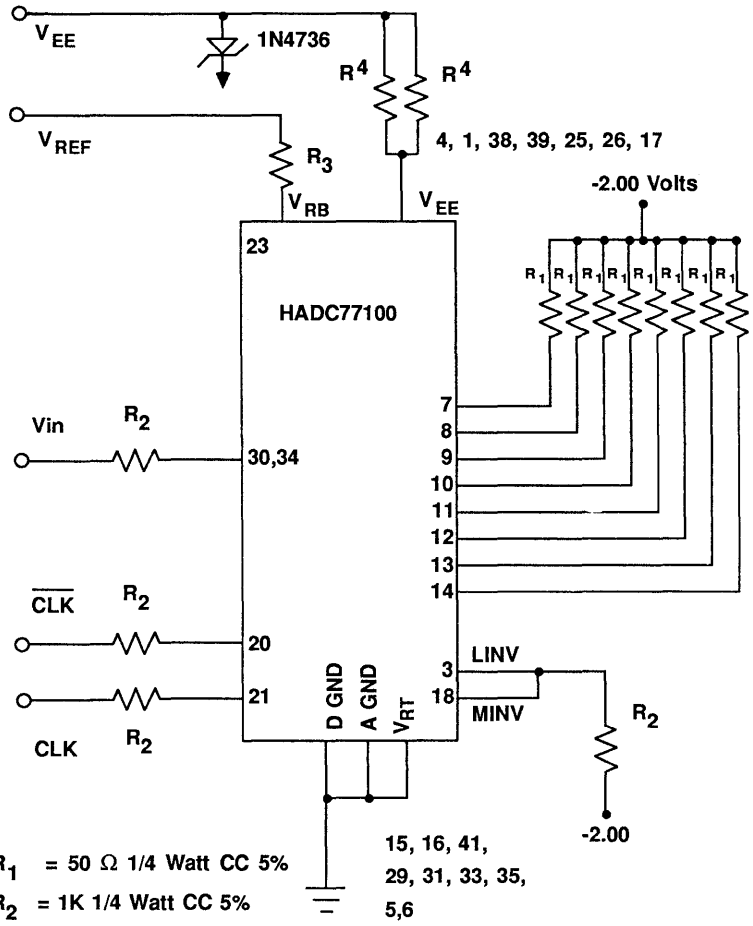 V_EE
1N4736
R4 R4
V_REF
R3
4, 1, 38, 39, 25, 26, 17
-2.00 Volts
V_RB
V_EE
23
R1 R1 R1 R1 R1 R1 R1 R1
HADC77100
7
Vin
R2
8
30,34
9
10
11
12
13
14
CLK
R2
20
3 LINV
21
18 MINV
D GND
A GND
V_RT
R2
CLK
R2
-2.00
15, 16, 41,
29, 31, 33, 35,
5,6
R1 = 50 Ω 1/4 Watt CC 5%
R2 = 1K 1/4 Watt CC 5%